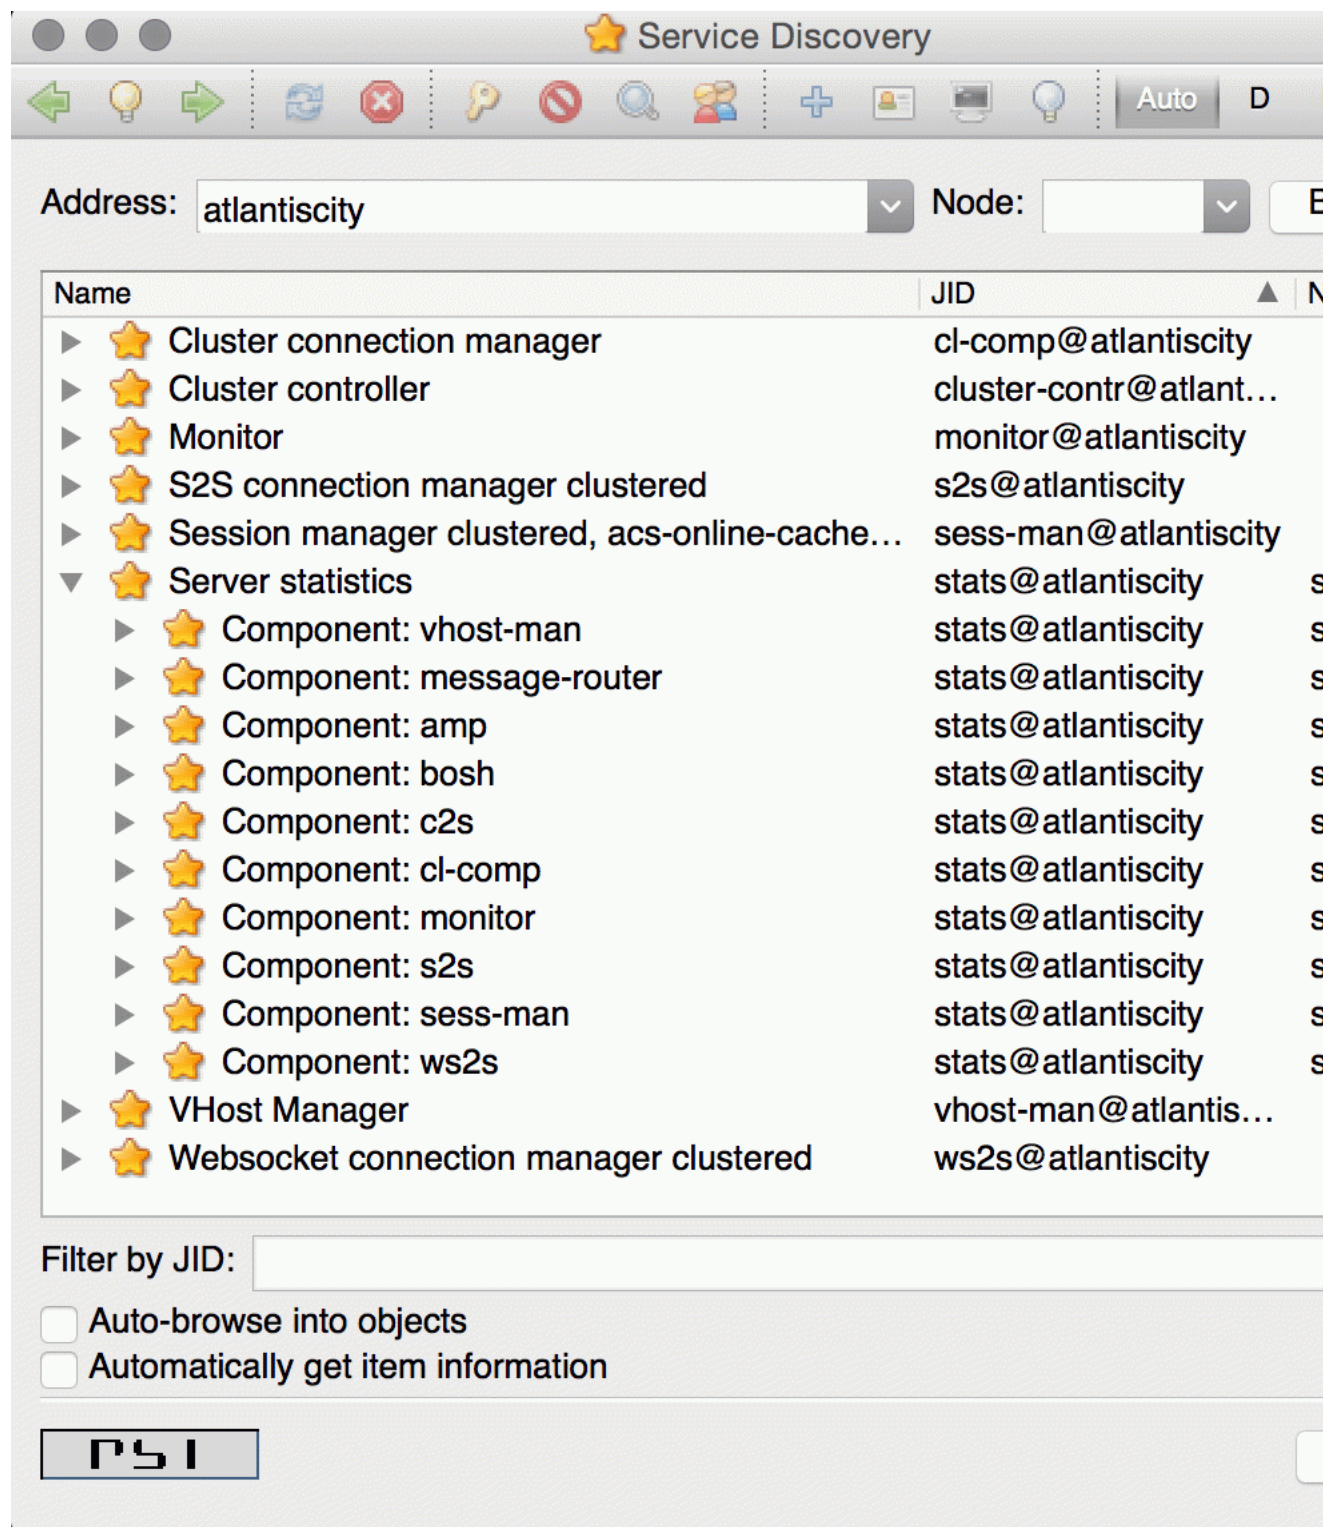 Service Discovery
Auto D
Address: atlantiscity Node:
Name JID
Cluster connection manager cl-comp@atlantiscity
Cluster controller cluster-contr@atlant...
Monitor monitor@atlantiscity
S2S connection manager clustered s2s@atlantiscity
Session manager clustered, acs-online-cache... sess-man@atlantiscity
Server statistics stats@atlantiscity s
Component: vhost-man stats@atlantiscity s
Component: message-router stats@atlantiscity s
Component: amp stats@atlantiscity s
Component: bosh stats@atlantiscity s
Component: c2s stats@atlantiscity s
Component: cl-comp stats@atlantiscity s
Component: monitor stats@atlantiscity s
Component: s2s stats@atlantiscity s
Component: sess-man stats@atlantiscity s
Component: ws2s stats@atlantiscity s
VHost Manager vhost-man@atlantis...
Websocket connection manager clustered ws2s@atlantiscity
Filter by JID:
Auto-browse into objects
Automatically get item information
PSI